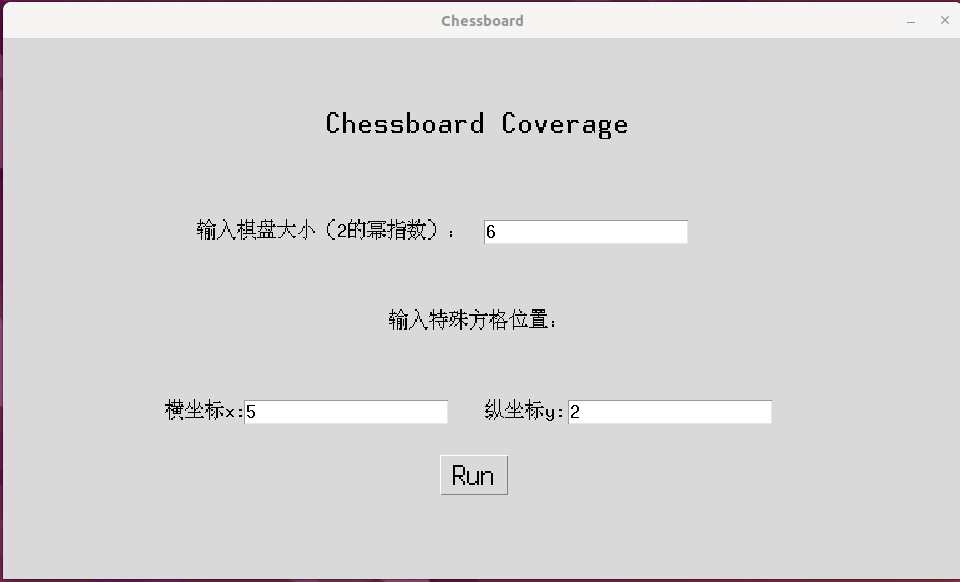 Chessboard
Chessboard Coverage
输入棋盘大小（2的幂指数）： 6
输入特殊方格位置：
横坐标x:5 纵坐标y:2
Run